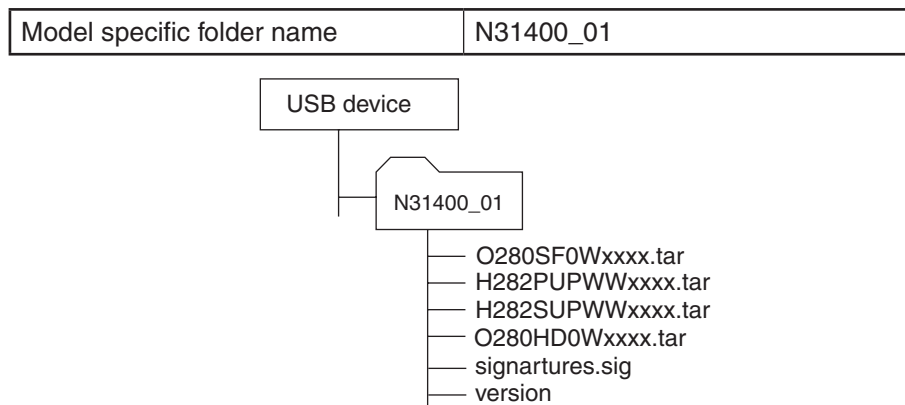 Model specific folder name N31400_01
USB device
N31400_01
O280SF0Wxxxx.tar
H282PUPWWxxxx.tar
H282SUPWWxxxx.tar
O280HD0Wxxxx.tar
signartures.sig
version